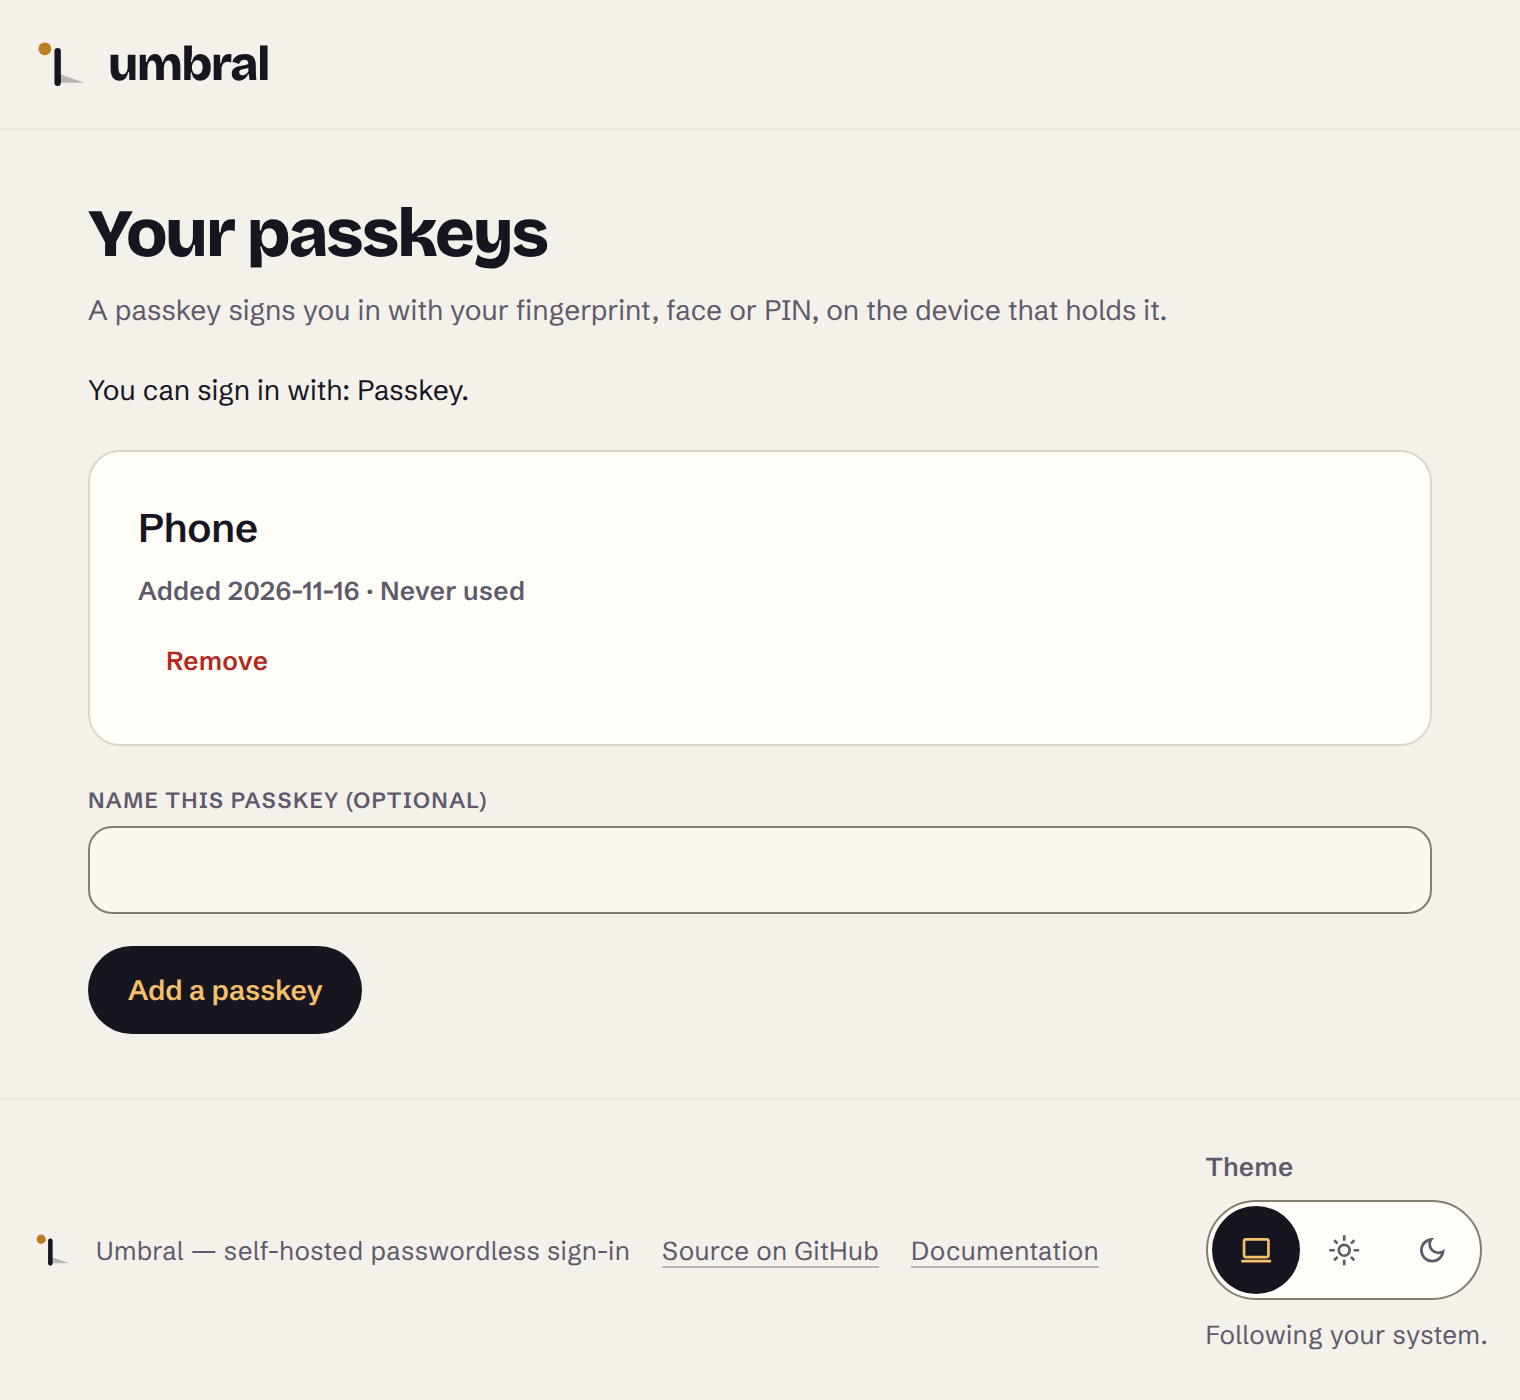 umbral
Your passkeys
A passkey signs you in with your fingerprint, face or PIN, on the device that holds it.
You can sign in with: Passkey.
Phone
Added 2026-11-16 · Never used
Remove
NAME THIS PASSKEY (OPTIONAL)
Add a passkey
Theme
Umbral — self-hosted passwordless sign-in Source on GitHub Documentation
Following your system.